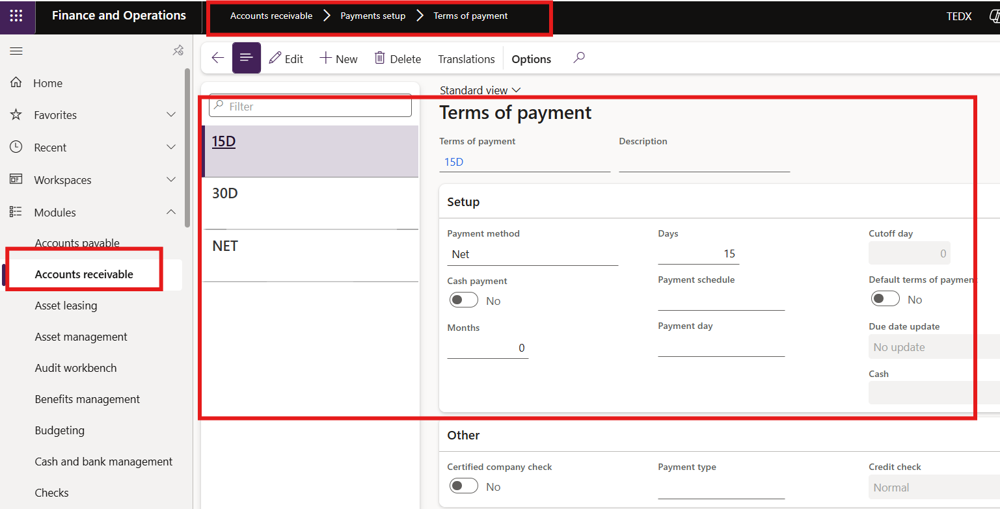 Finance and Operations
Accounts receivable > Payments setup > Terms of payment
TEDX
Edit
New
Delete
Translations
Options
Home
Favorites
Recent
Workspaces
Modules
Accounts payable
Accounts receivable
Asset leasing
Asset management
Audit workbench
Benefits management
Budgeting
Cash and bank management
Checks
Filter
15D
30D
NET
Standard view
Terms of payment
Terms of payment
15D
Description
Setup
Payment method
Net
Cash payment
No
Months
0
Days
15
Payment schedule
Payment day
Cutoff day
0
Default terms of payment
No
Due date update
No update
Cash
Other
Certified company check
No
Payment type
Credit check
Normal